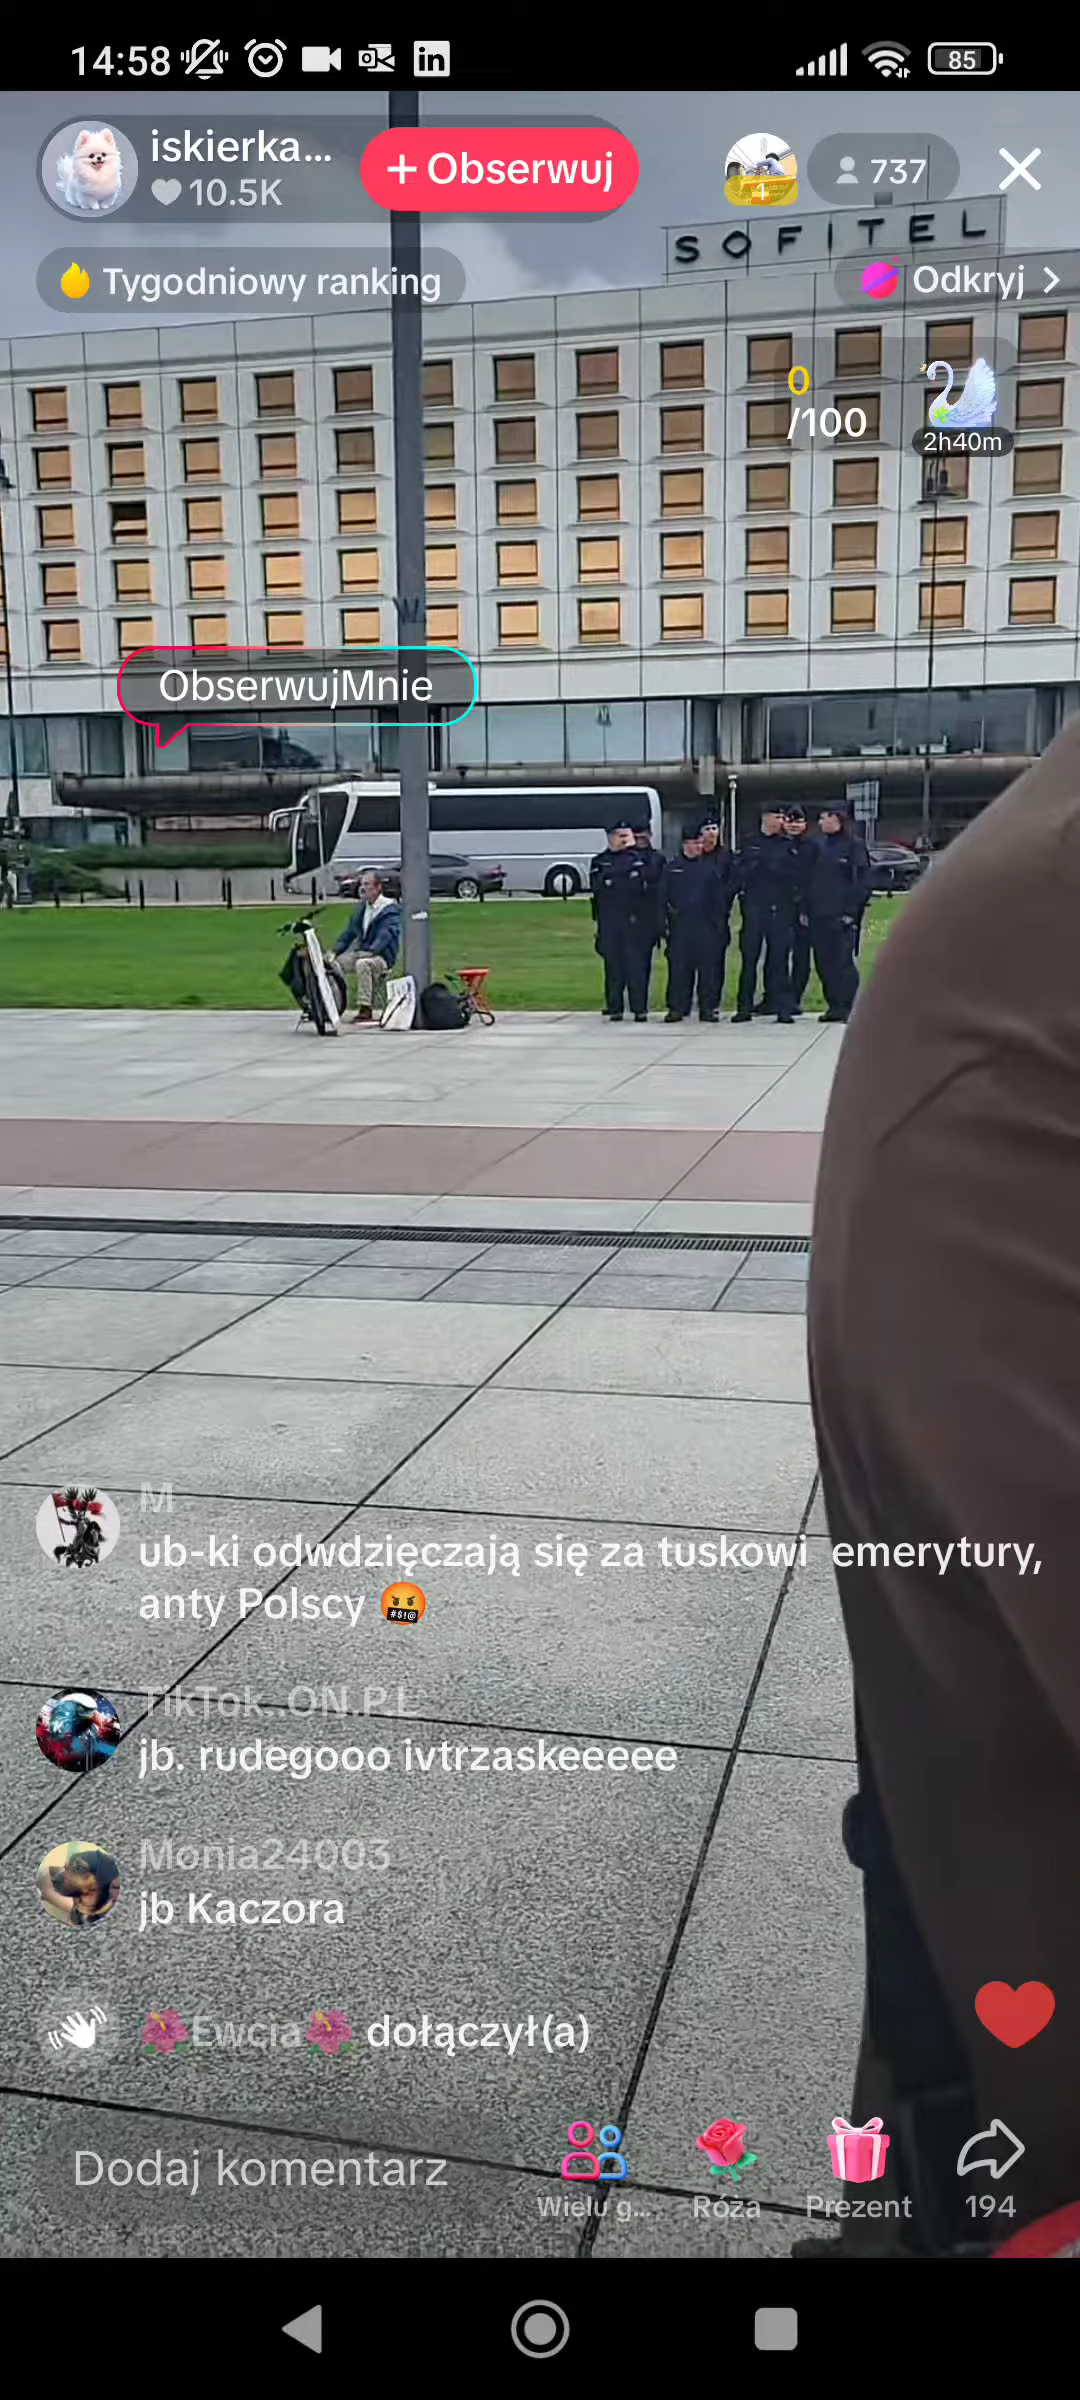 14:58
85
iskierka...
10.5K
+ Obserwuj
1
737
SOFITEL
Tygodniowy ranking
Odkryj >
0
/100
2h40m
ObserwujMnie
M
ub-ki odwdzięczają się za tuskowi emerytury,
anty Polscy 🤬
TikTok..ON.P.L
jb. rudegooo ivtrzaskeeeee
Monia24003
jb Kaczora
🌺Ewcia🌺 dołączył(a)
Dodaj komentarz
Wielu g...
Róża
Prezent
194